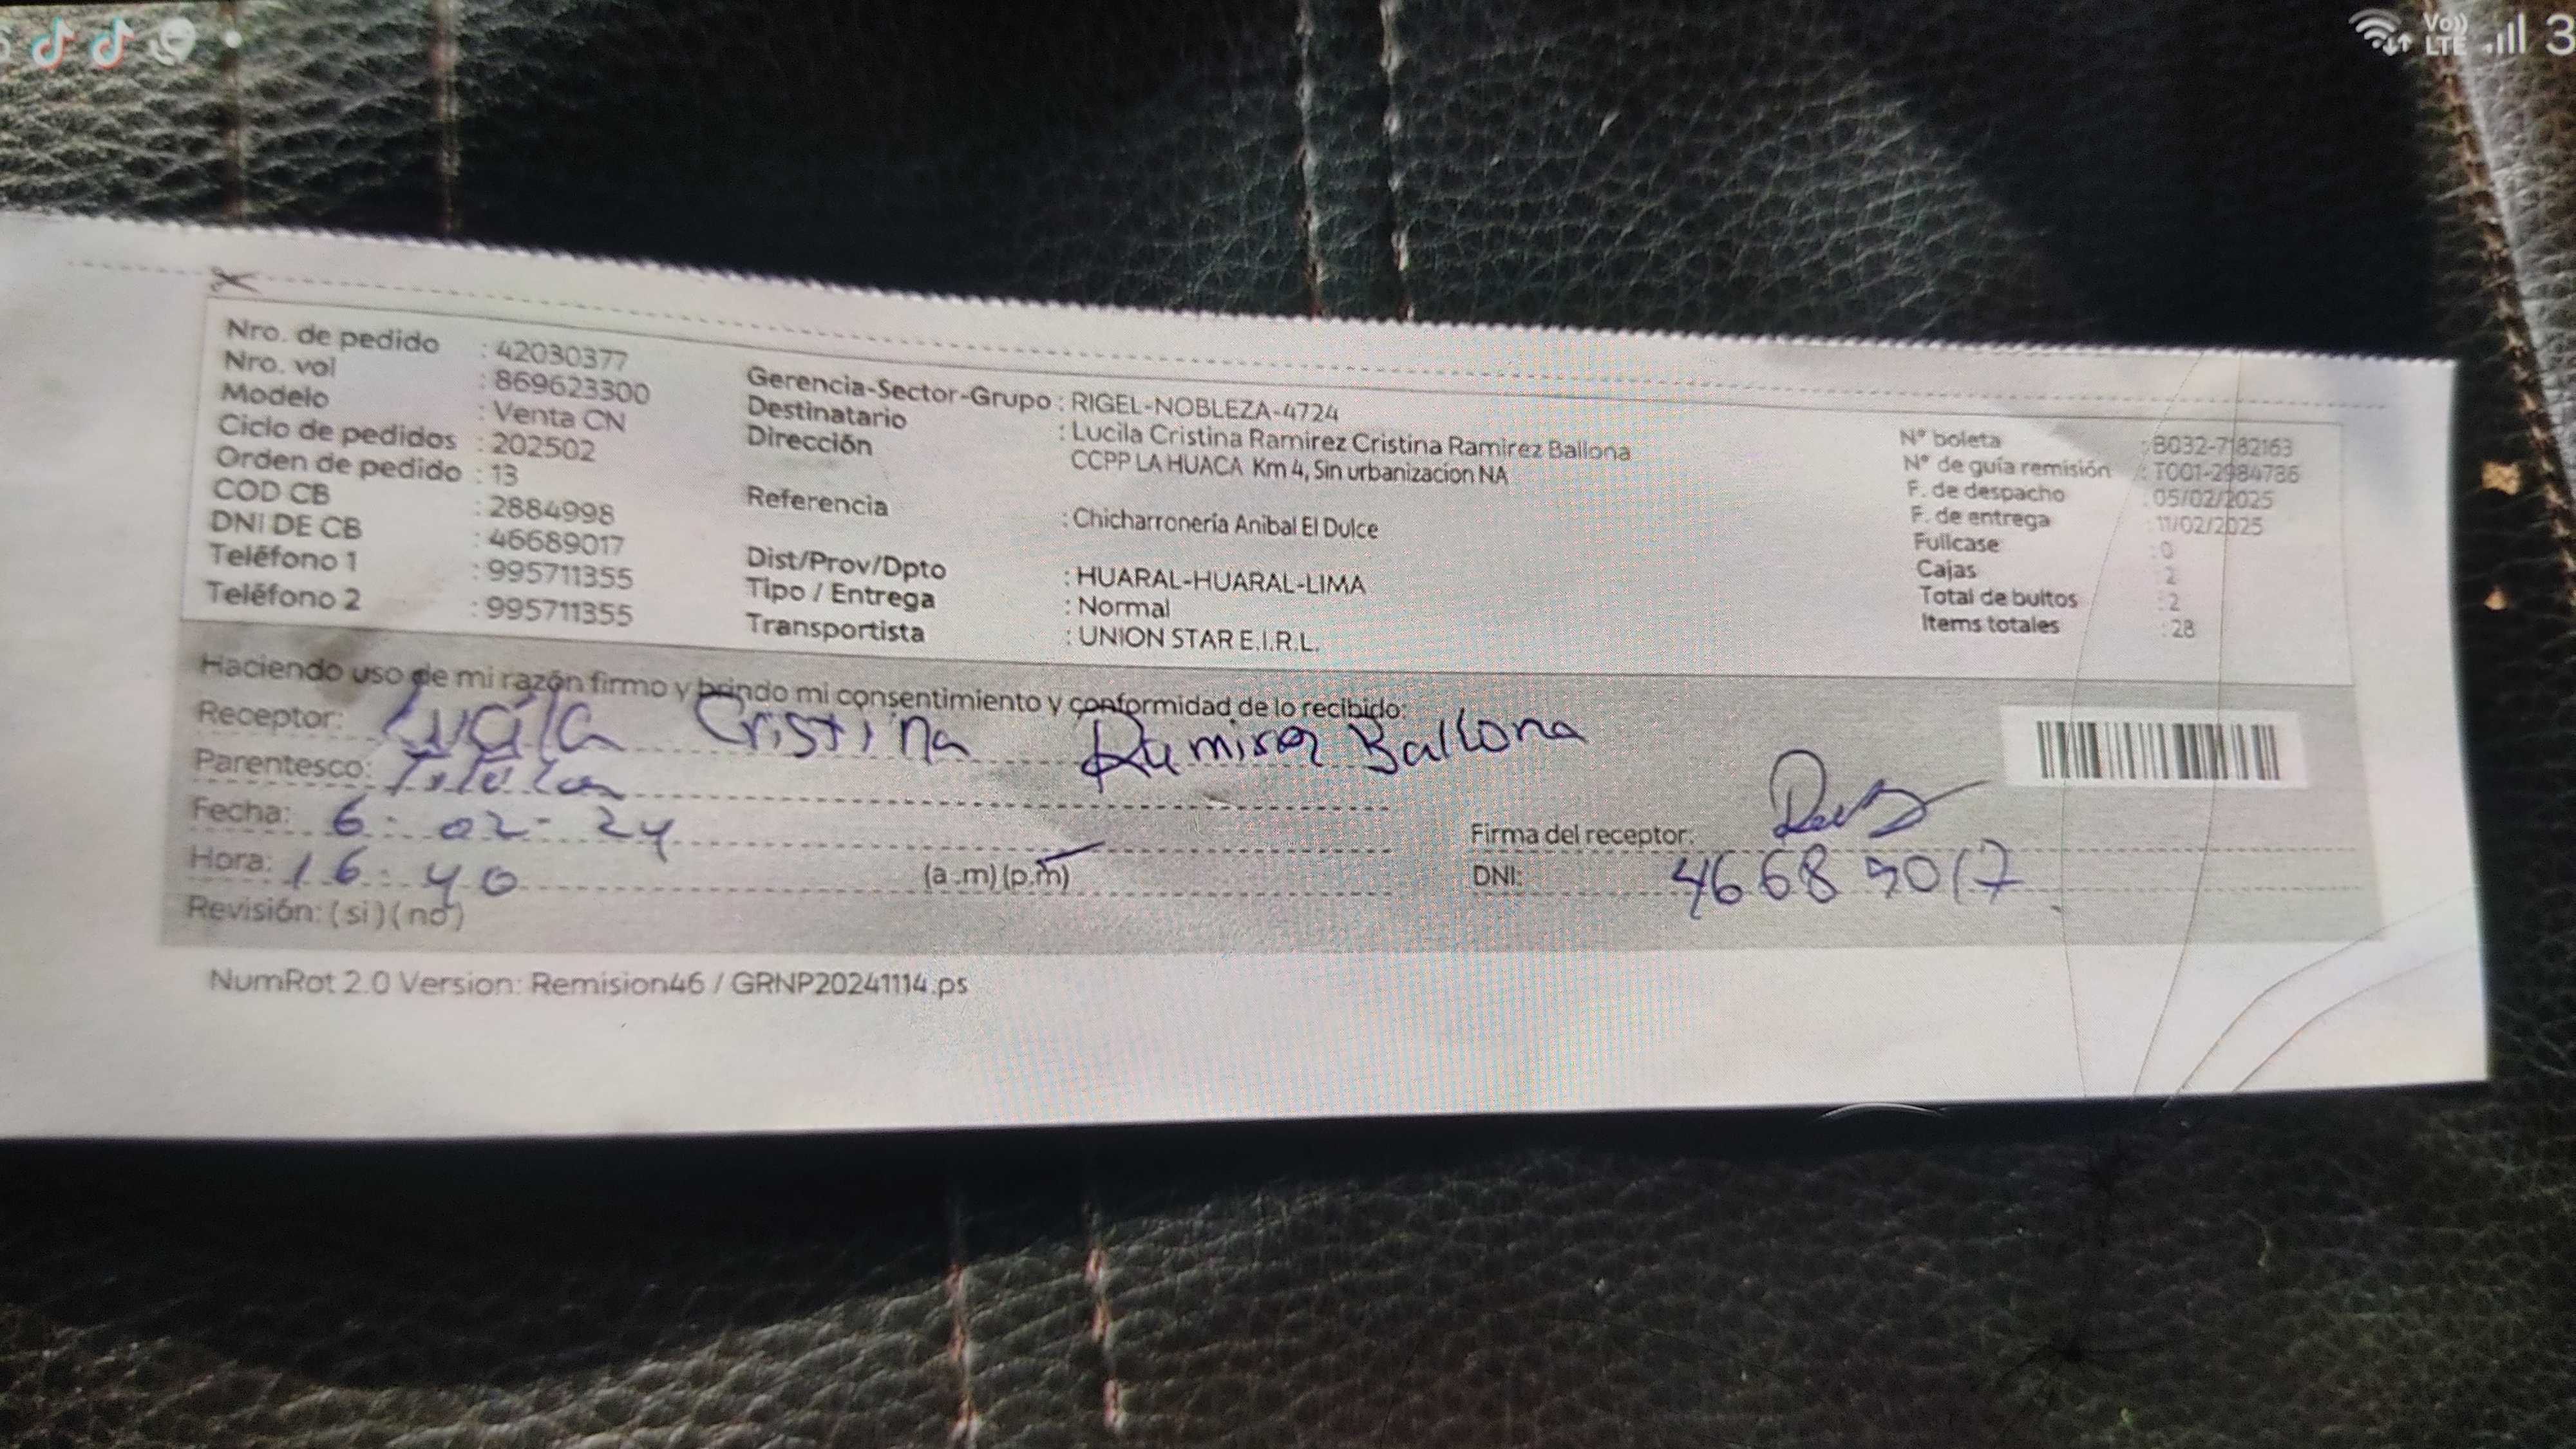 Vo)) LTE 3
Nro. de pedido : 42030377
Nro. vol : 869623300
Modelo : Venta CN
Ciclo de pedidos : 202502
Orden de pedido : 13
COD CB : 2884998
DNI DE CB : 46689017
Teléfono 1 : 995711355
Teléfono 2 : 995711355
Gerencia-Sector-Grupo : RIGEL-NOBLEZA-4724
Destinatario : Lucila Cristina Ramirez Cristina Ramirez Ballona
Dirección CCPP LA HUACA Km 4, Sin urbanizacion NA
Referencia : Chicharronería Anibal El Dulce
Dist/Prov/Dpto : HUARAL-HUARAL-LIMA
Tipo / Entrega : Normal
Transportista : UNION STAR E.I.R.L.
N° boleta : B032-7182163
N° de guía remisión : T001-2984786
F. de despacho : 05/02/2025
F. de entrega : 11/02/2025
Fullcase : 0
Cajas : 2
Total de bultos : 2
Items totales : 28
Haciendo uso de mi razón firmo y brindo mi consentimiento y conformidad de lo recibido:
Receptor: Lucila Cristina Ramirez Ballona
Parentesco: Titular
Fecha: 6-02-24
Hora: 16:40 (a.m)(p.m)
Revisión: (si)(no)
Firma del receptor:
DNI: 46689017
NumRot 2.0 Version: Remision46 / GRNP20241114.ps